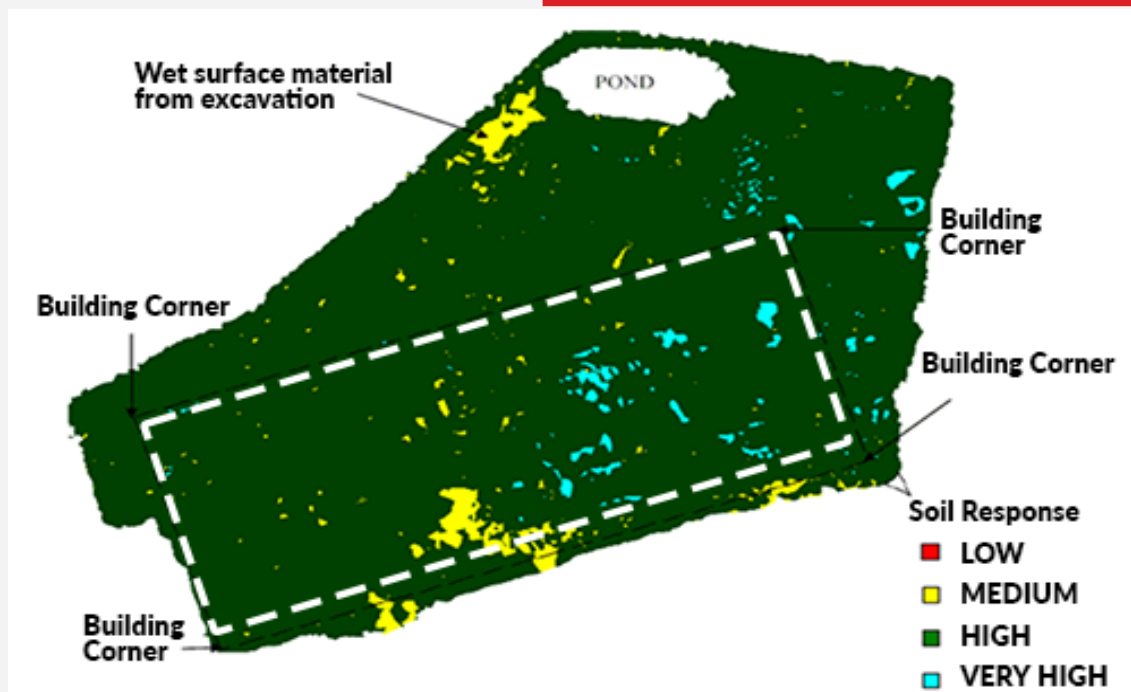 Wet surface material
from excavation
POND
Building
Corner
Building Corner
Building Corner
Building
Corner
Soil Response
LOW
MEDIUM
HIGH
VERY HIGH